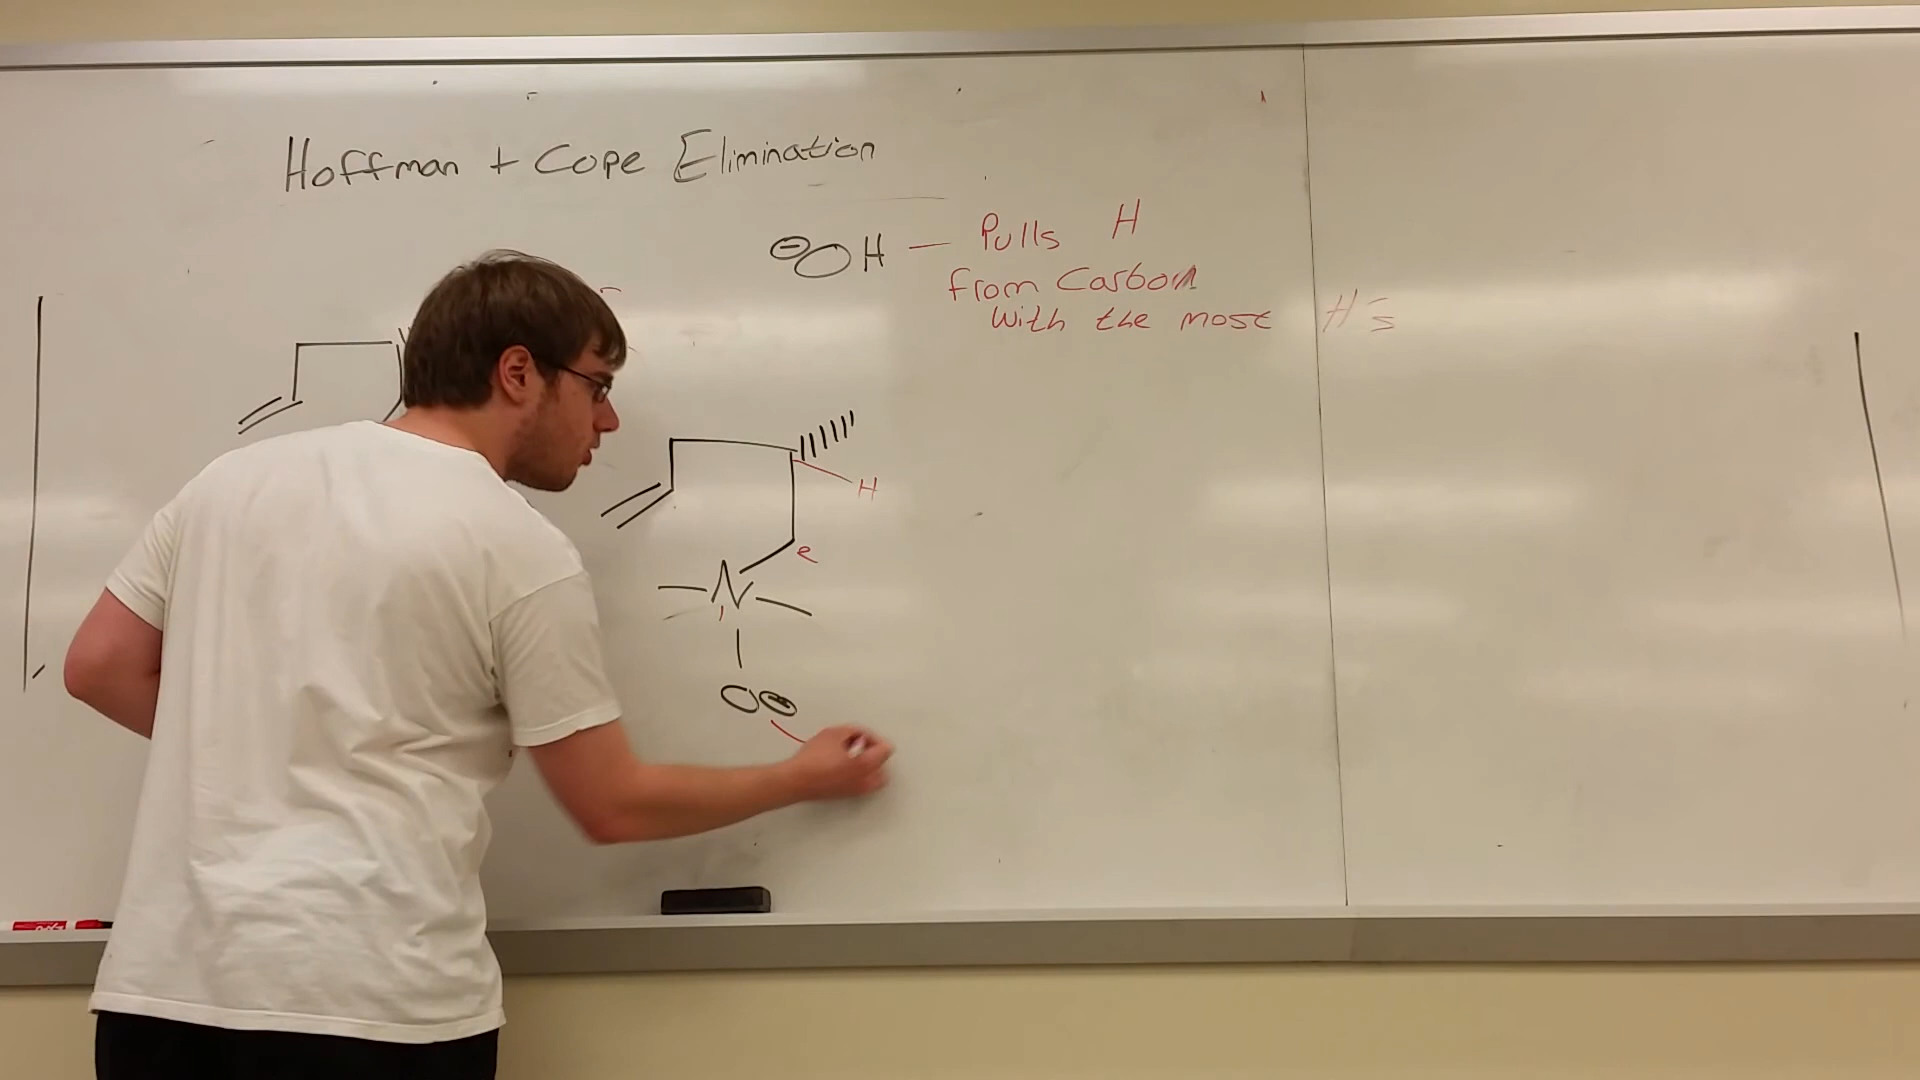 Hoffman + Cope Elimination
⊖OH — Pulls H
from Carbon
with the most H's
H
e
N
O⊖